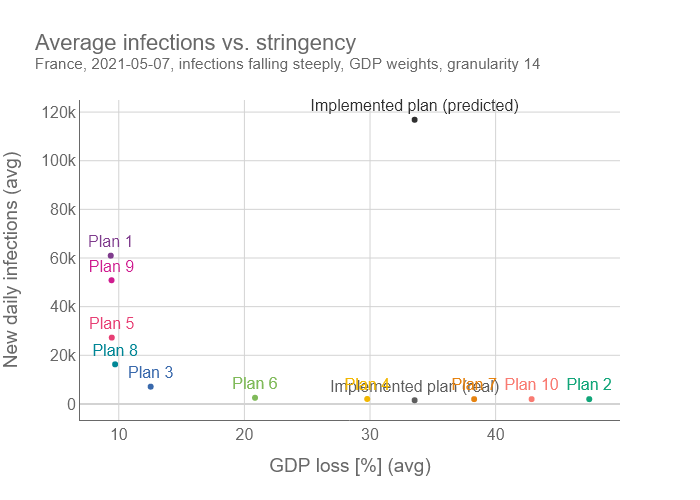 Average infections vs. stringency
France, 2021-05-07, infections falling steeply, GDP weights, granularity 14
New daily infections (avg)
120k
100k
80k
60k
40k
20k
0
Implemented plan (predicted)
Plan 1
Plan 9
Plan 5
Plan 8
Plan 3
Plan 6
Plan 4
Implemented plan (real)
Plan 7
Plan 10
Plan 2
10
20
30
40
GDP loss [%] (avg)